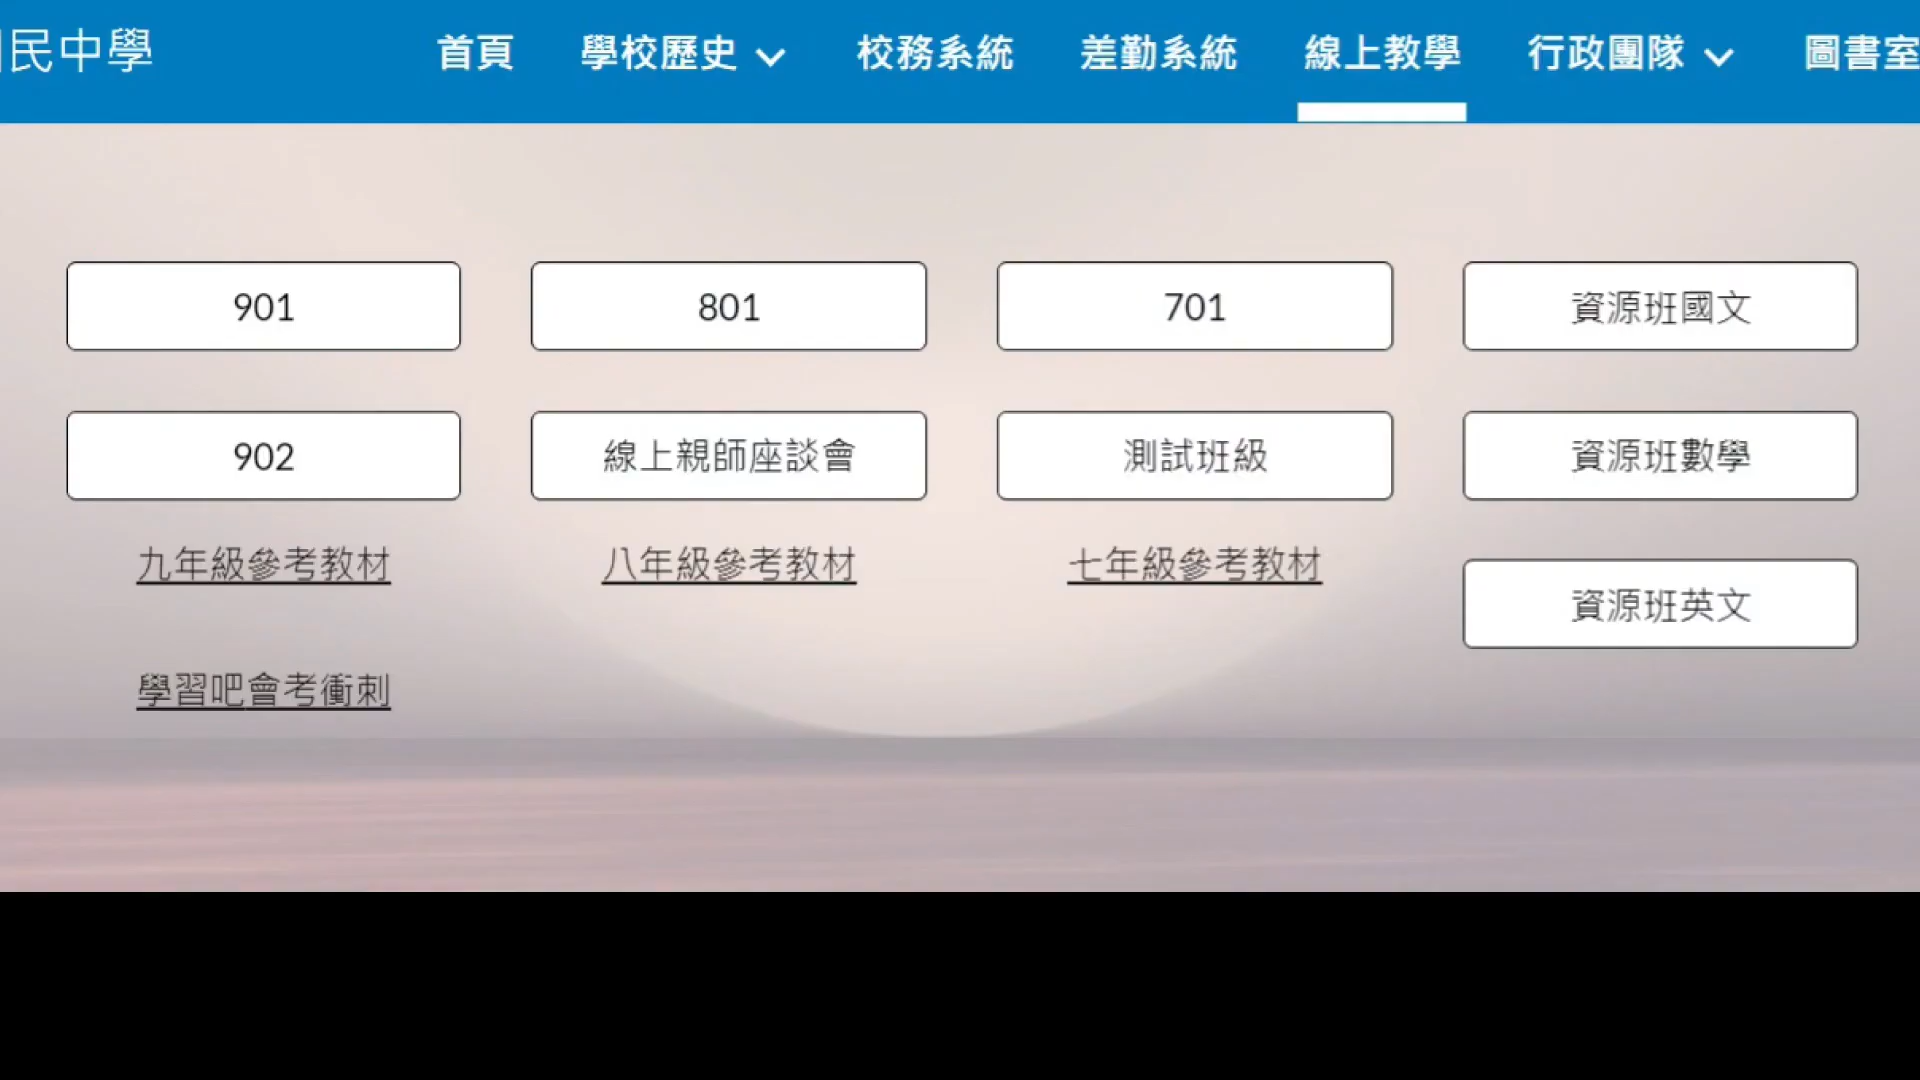 民中學 首頁 學校歷史 校務系統 差勤系統 線上教學 行政團隊 圖書室
901 801 701 資源班國文
902 線上親師座談會 測試班級 資源班數學
九年級參考教材 八年級參考教材 七年級參考教材
資源班英文
學習吧會考衝刺